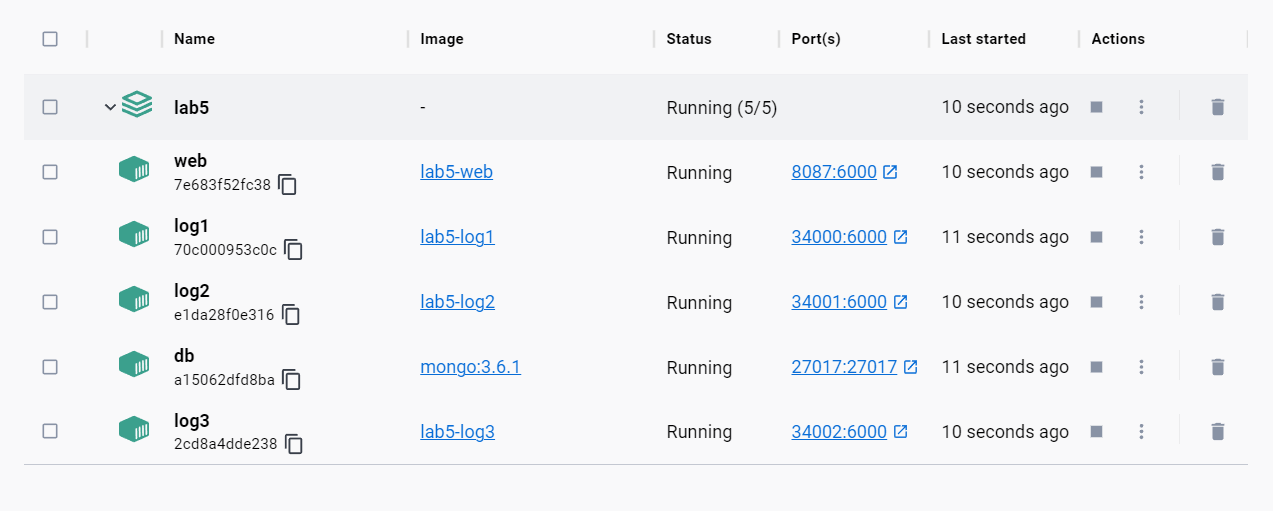 Name Image Status Port(s) Last started Actions
lab5 - Running (5/5) 10 seconds ago
web
7e683f52fc38 lab5-web Running 8087:6000 10 seconds ago
log1
70c000953c0c lab5-log1 Running 34000:6000 11 seconds ago
log2
e1da28f0e316 lab5-log2 Running 34001:6000 10 seconds ago
db
a15062dfd8ba mongo:3.6.1 Running 27017:27017 11 seconds ago
log3
2cd8a4dde238 lab5-log3 Running 34002:6000 10 seconds ago